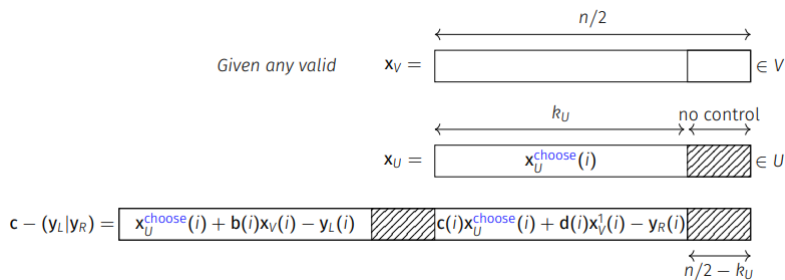 n/2
Given any valid x_V = ∈ V
k_U no control
x_U = x_U^choose(i) ∈ U
c − (y_L|y_R) = x_U^choose(i) + b(i)x_V(i) − y_L(i) c(i)x_U^choose(i) + d(i)x_V^1(i) − y_R(i)
n/2 − k_U